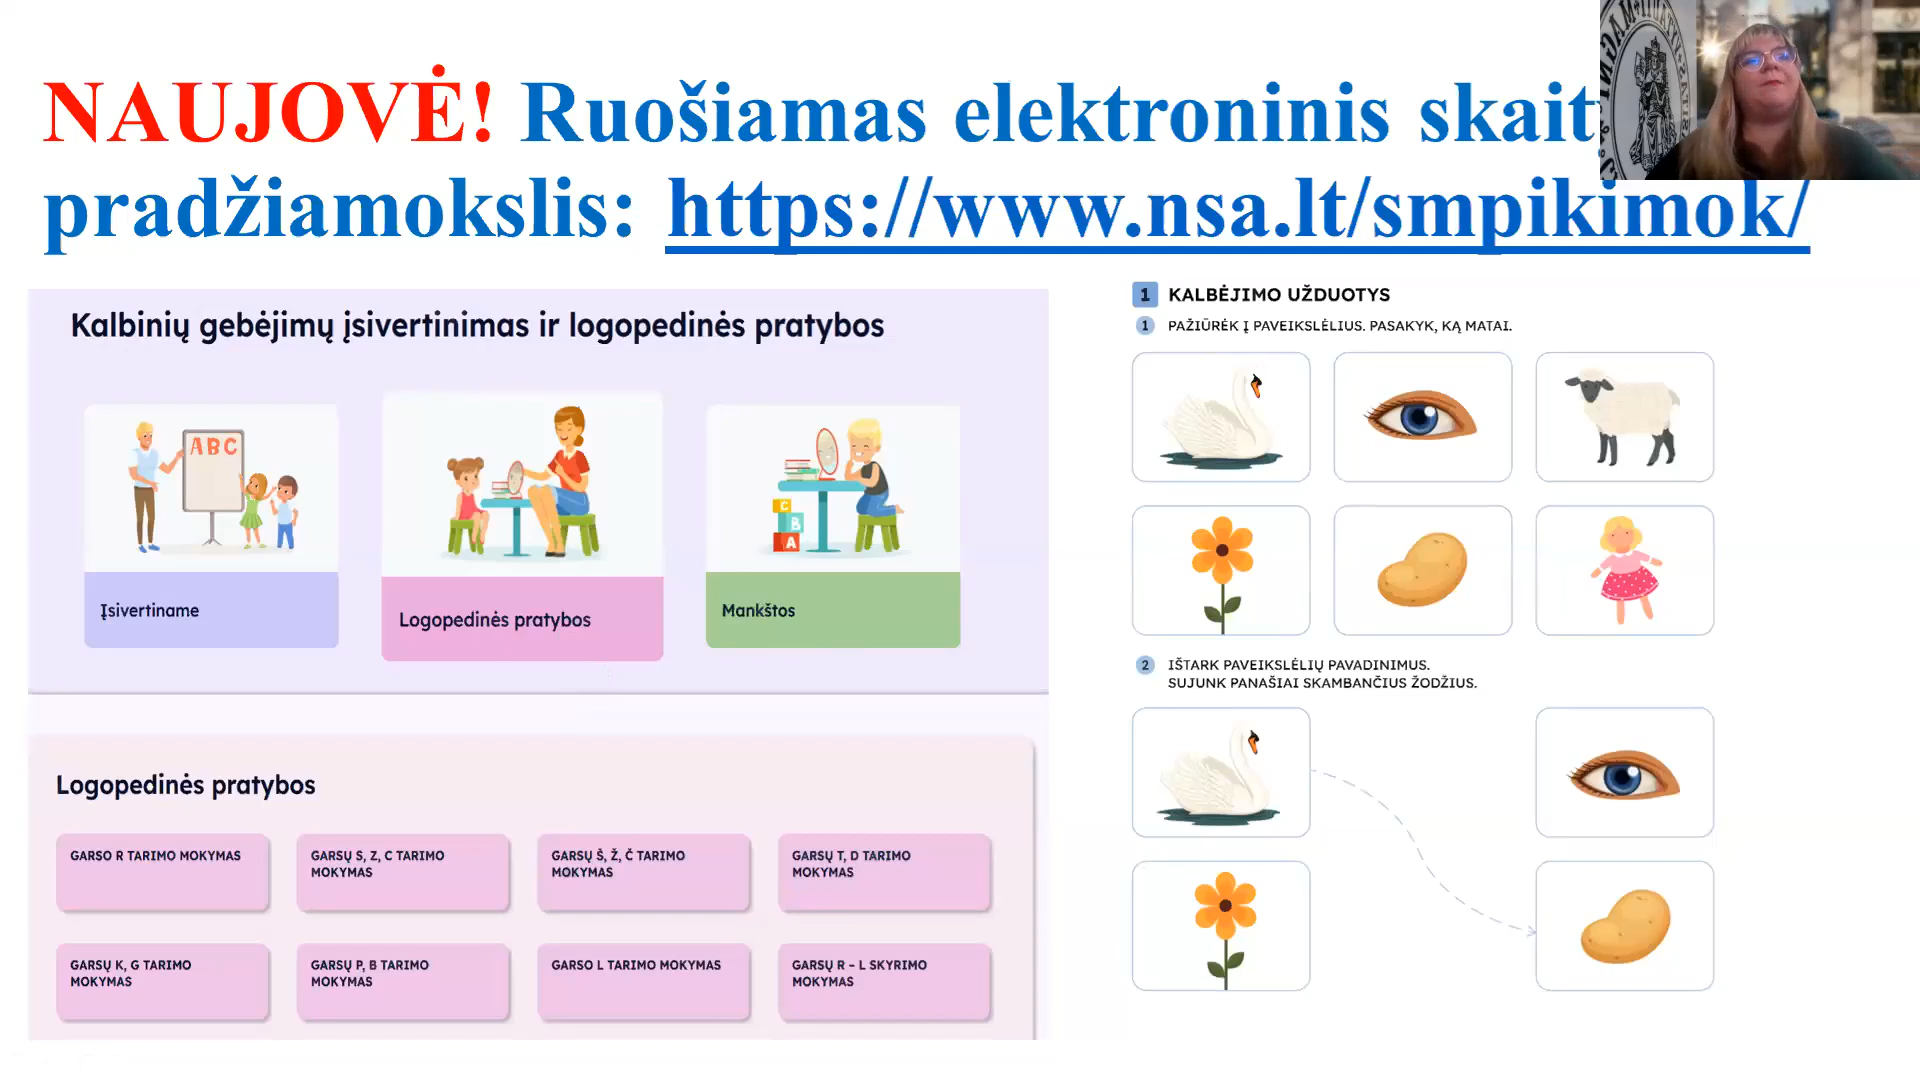 NAUJOVĖ! Ruošiamas elektroninis
pradžiamokslis: https://www.nsa.lt/smpikimok/
Kalbinių gebėjimų įsivertinimas ir logopedinės pratybos
ABC
C
B
A
Įsivertiname
Logopedinės pratybos
Mankštos
Logopedinės pratybos
GARSO R TARIMO MOKYMAS
GARSŲ S, Z, C TARIMO
MOKYMAS
GARSŲ Š, Ž, Č TARIMO
MOKYMAS
GARSŲ T, D TARIMO
MOKYMAS
GARSŲ K, G TARIMO
MOKYMAS
GARSŲ P, B TARIMO
MOKYMAS
GARSO L TARIMO MOKYMAS
GARSŲ R – L SKYRIMO
MOKYMAS
1 KALBĖJIMO UŽDUOTYS
1 PAŽIŪRĖK Į PAVEIKSLĖLIUS. PASAKYK, KĄ MATAI.
2 IŠTARK PAVEIKSLĖLIŲ PAVADINIMUS.
SUJUNK PANAŠIAI SKAMBANČIUS ŽODŽIUS.